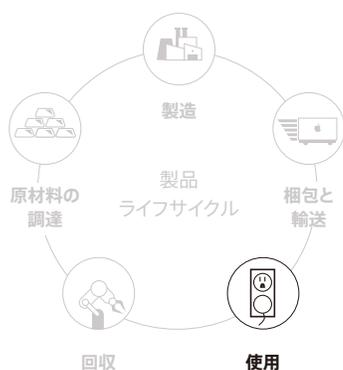 製造
原材料の
調達
製品
ライフサイクル
梱包と
輸送
回収
使用